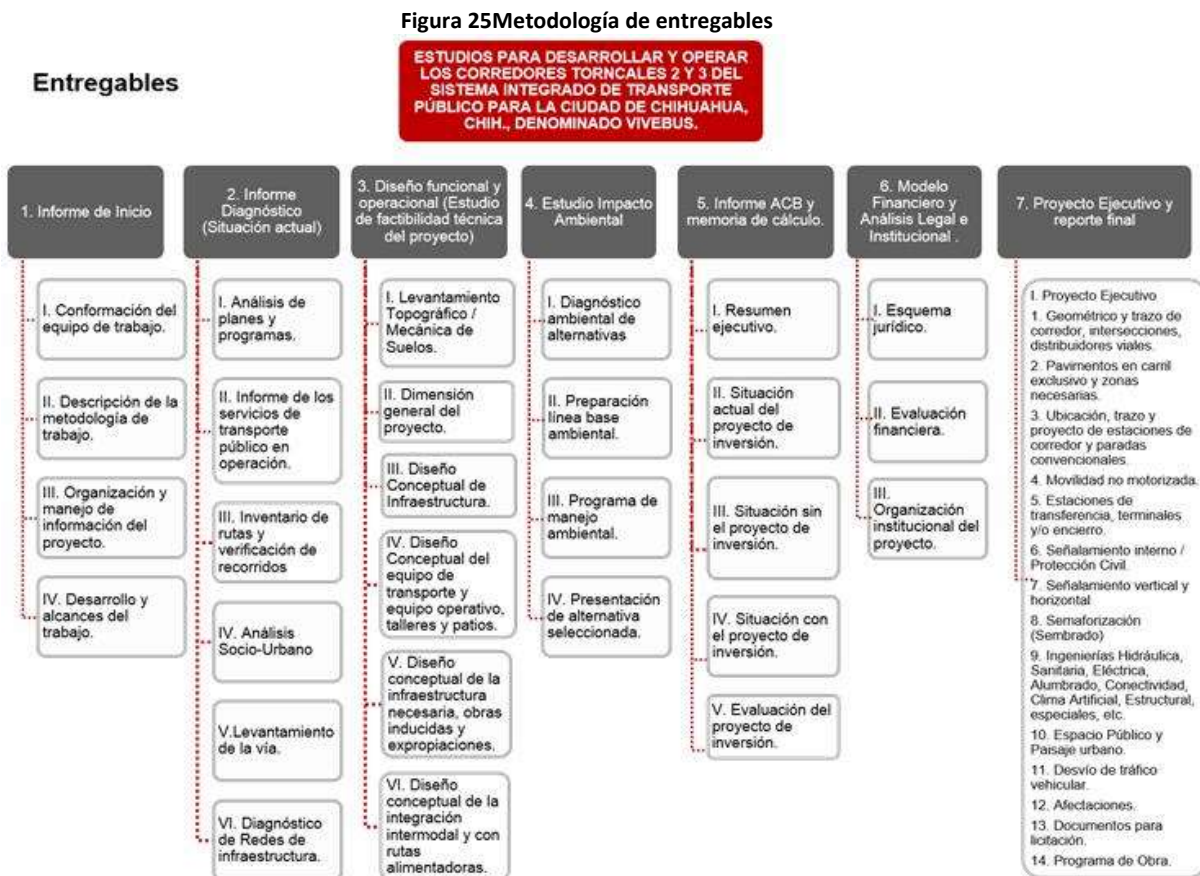 Figura 25Metodología de entregables
Entregables
ESTUDIOS PARA DESARROLLAR Y OPERAR
LOS CORREDORES TORNCALES 2 Y 3 DEL
SISTEMA INTEGRADO DE TRANSPORTE
PÚBLICO PARA LA CIUDAD DE CHIHUAHUA,
CHIH., DENOMINADO VIVEBUS.
1. Informe de Inicio
I. Conformación del
equipo de trabajo.
II. Descripción de la
metodología de
trabajo.
III. Organización y
manejo de
información del
proyecto.
IV. Desarrollo y
alcances del
trabajo.
2. Informe
Diagnóstico
(Situación actual)
I. Análisis de
planes y
programas.
II. Informe de los
servicios de
transporte
público en
operación.
III. Inventario de
rutas y
verificación de
recorridos
IV. Análisis
Socio-Urbano
V.Levantamiento
de la vía.
VI. Diagnóstico
de Redes de
infraestructura.
3. Diseño funcional y
operacional (Estudio
de factibilidad técnica
del proyecto)
I. Levantamiento
Topográfico /
Mecánica de
Suelos.
II. Dimensión
general del
proyecto.
III. Diseño
Conceptual de
Infraestructura.
IV. Diseño
Conceptual del
equipo de
transporte y
equipo operativo,
talleres y patios.
V. Diseño
conceptual de la
infraestructura
necesaria, obras
inducidas y
expropiaciones.
VI. Diseño
conceptual de la
integración
intermodal y con
rutas
alimentadoras.
4. Estudio Impacto
Ambiental
I. Diagnóstico
ambiental de
alternativas
II. Preparación
línea base
ambiental.
III. Programa de
manejo
ambiental.
IV. Presentación
de alternativa
seleccionada.
5. Informe ACB y
memoria de cálculo.
I. Resumen
ejecutivo.
II. Situación
actual del
proyecto de
inversión.
III. Situación sin
el proyecto de
inversión.
IV. Situación con
el proyecto de
inversión.
V. Evaluación del
proyecto de
inversión.
6. Modelo
Financiero y
Análisis Legal e
Institucional .
I. Esquema
jurídico.
II. Evaluación
financiera.
III.
Organización
institucional del
proyecto.
7. Proyecto Ejecutivo y
reporte final
I. Proyecto Ejecutivo
1. Geométrico y trazo de
corredor, intersecciones,
distribuidores viales.
2. Pavimentos en carril
exclusivo y zonas
necesarias.
3. Ubicación, trazo y
proyecto de estaciones de
corredor y paradas
convencionales.
4. Movilidad no motorizada.
5. Estaciones de
transferencia, terminales
y/o encierro.
6. Señalamiento interno /
Protección Civil
7. Señalamiento vertical y
horizontal
8. Semaforización
(Sembrado)
9. Ingenierías Hidráulica,
Sanitaria, Eléctrica,
Alumbrado, Conectividad,
Clima Artificial, Estructural,
especiales, etc.
10. Espacio Público y
Paisaje urbano.
11. Desvío de tráfico
vehicular.
12. Afectaciones.
13. Documentos para
licitación.
14. Programa de Obra.